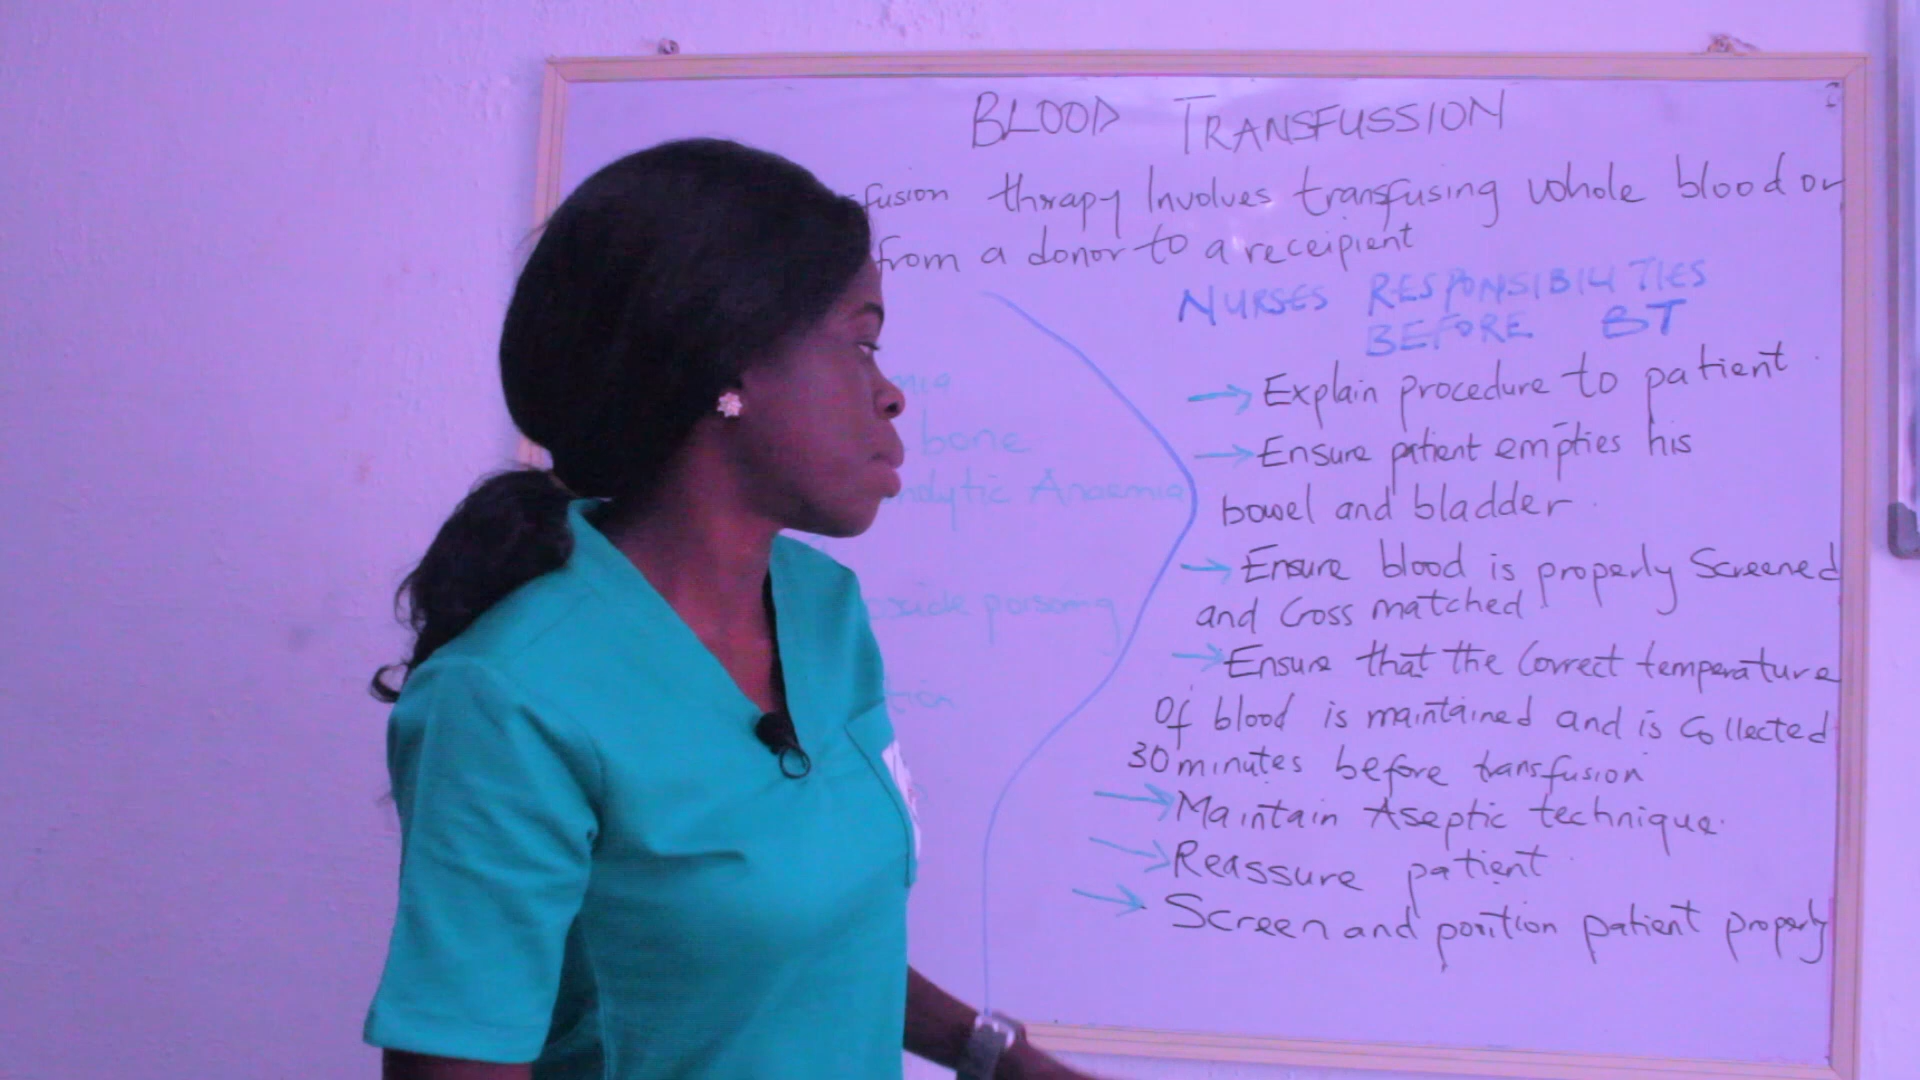 BLOOD TRANSFUSSION
fusion thrapy Involves transfusing whole blood or
from a donor to a receipient
NURSES RESPONSIBILITIES
BEFORE BT
→ Explain procedure to patient
→ Ensure patient empties his
bowel and bladder.
→ Ensure blood is properly Screened
and Cross matched
→ Ensure that the Correct temperature
Of blood is maintained and is Collected
30 minutes before transfusion
→ Maintain Aseptic technique.
→ Reassure patient.
→ Screen and position patient properly
bone
Anaemia